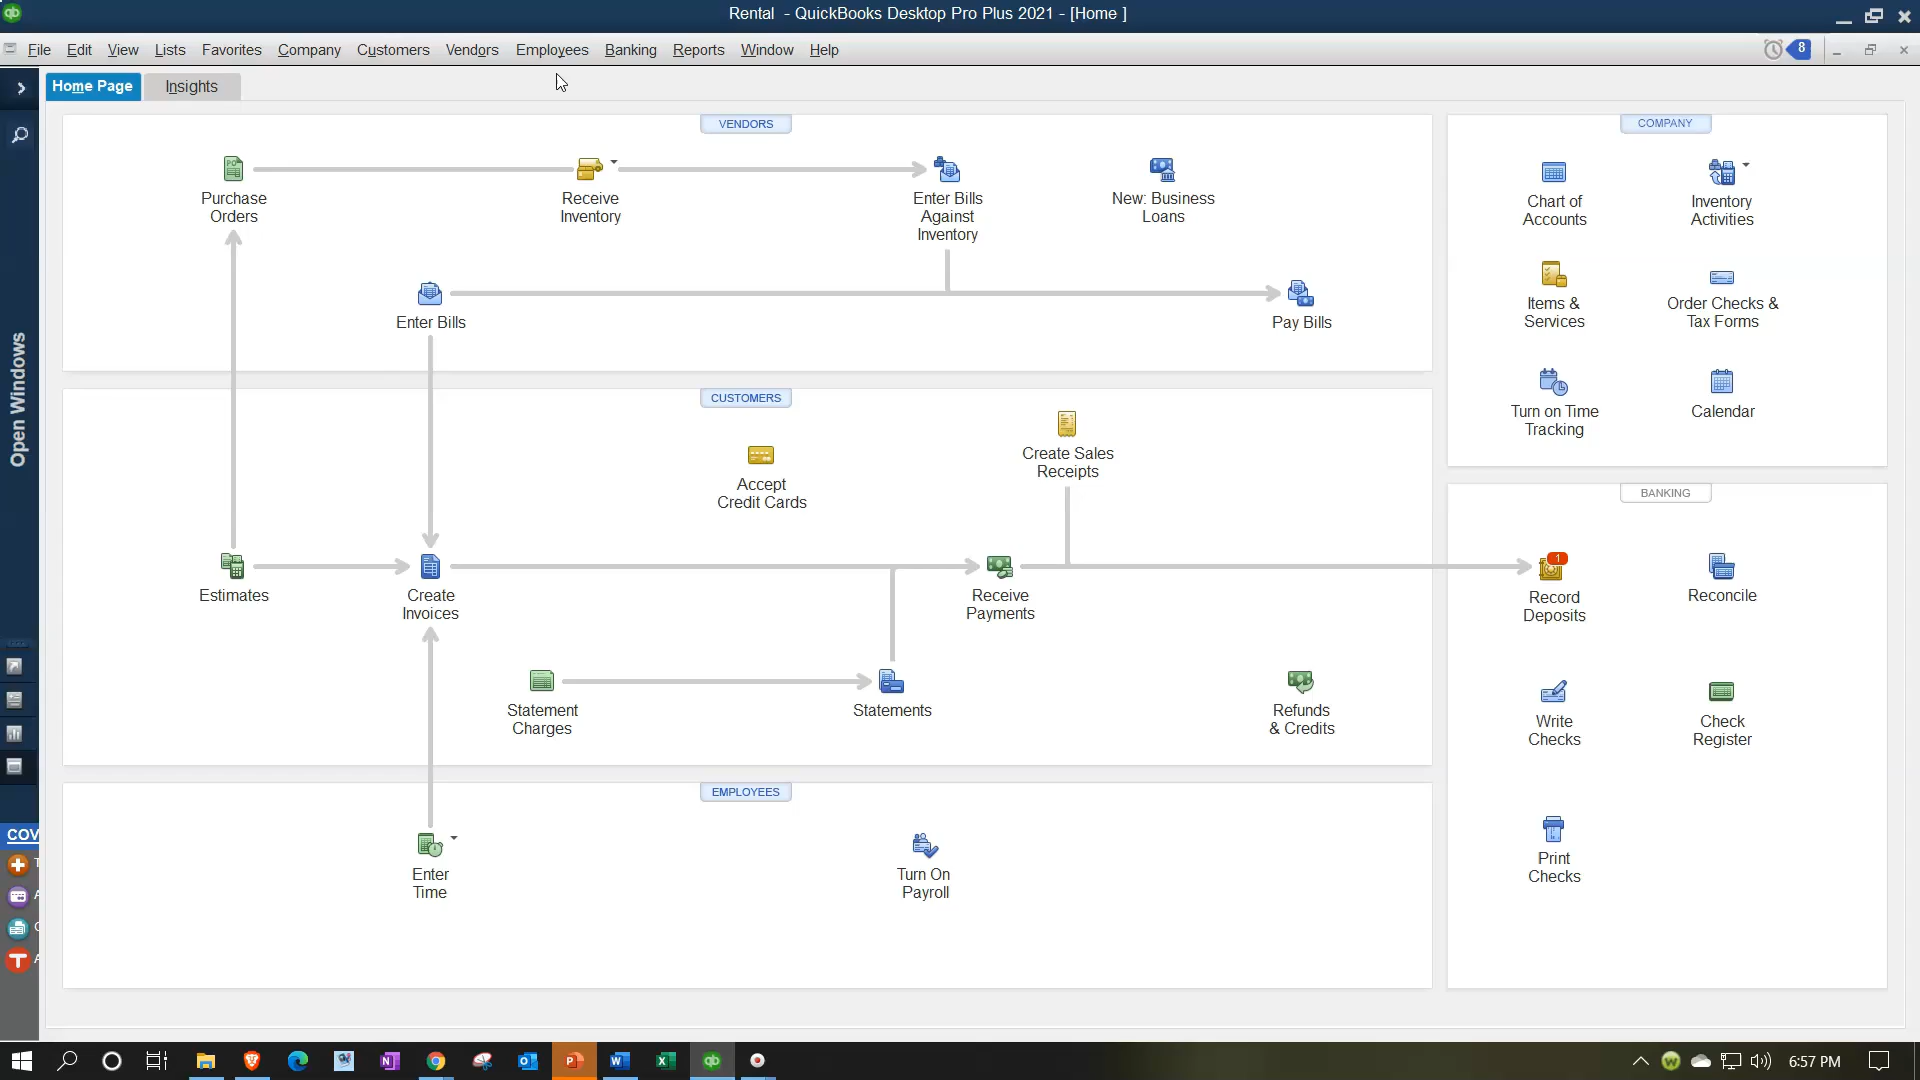 Rental - QuickBooks Desktop Pro Plus 2021 - [Home ]
File Edit View Lists Favorites Company Customers Vendors Employees Banking Reports Window Help
8
Home Page
Insights
Open Windows
COV
VENDORS
Purchase
Orders
Receive
Inventory
Enter Bills
Against
Inventory
New: Business
Loans
Enter Bills
Pay Bills
CUSTOMERS
Accept
Credit Cards
Create Sales
Receipts
Estimates
Create
Invoices
Receive
Payments
Statement
Charges
Statements
Refunds
& Credits
EMPLOYEES
Enter
Time
Turn On
Payroll
COMPANY
Chart of
Accounts
Inventory
Activities
Items &
Services
Order Checks &
Tax Forms
Turn on Time
Tracking
Calendar
BANKING
1
Record
Deposits
Reconcile
Write
Checks
Check
Register
Print
Checks
6:57 PM